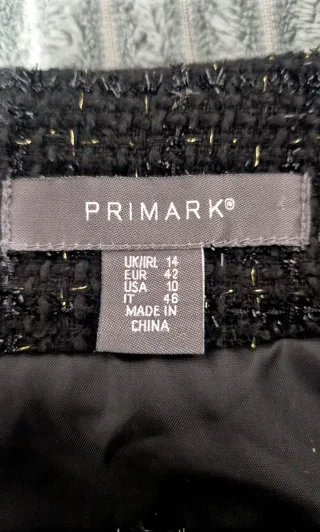 PRIMARK®
UK/IRL 14
EUR 42
USA 10
IT 46
MADE IN
CHINA